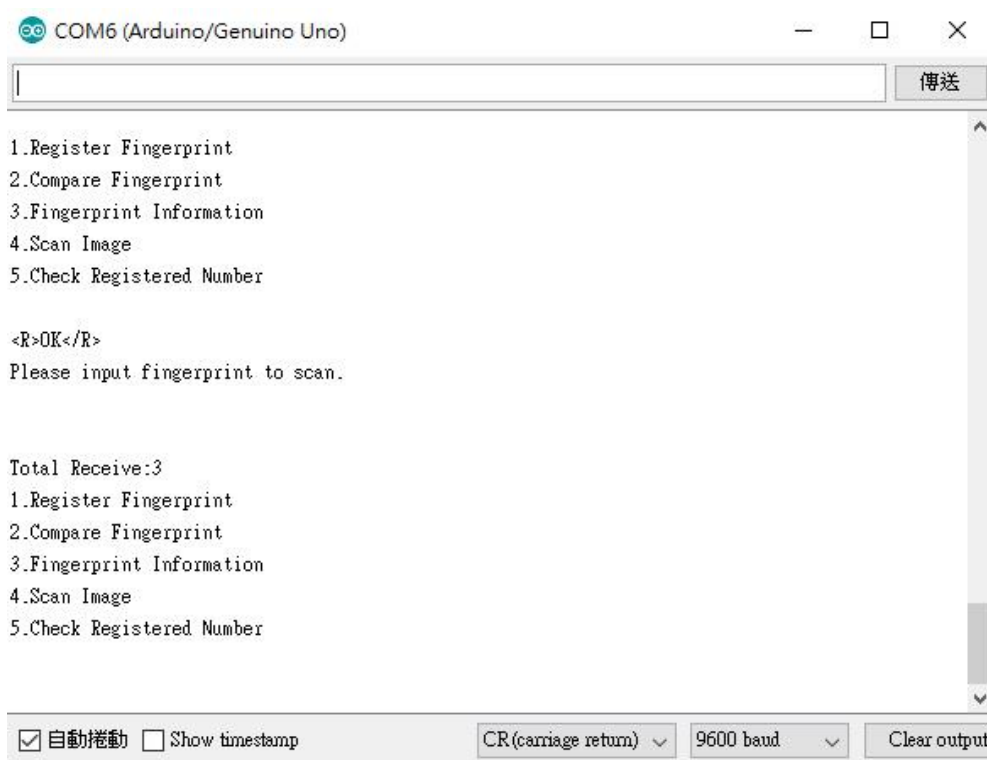 COM6 (Arduino/Genuino Uno)
傳送
1.Register Fingerprint
2.Compare Fingerprint
3.Fingerprint Information
4.Scan Image
5.Check Registered Number
<R>OK</R>
Please input fingerprint to scan.
Total Receive:3
1.Register Fingerprint
2.Compare Fingerprint
3.Fingerprint Information
4.Scan Image
5.Check Registered Number
自動捲動 Show timestamp CR(carriage return) 9600 baud Clear output